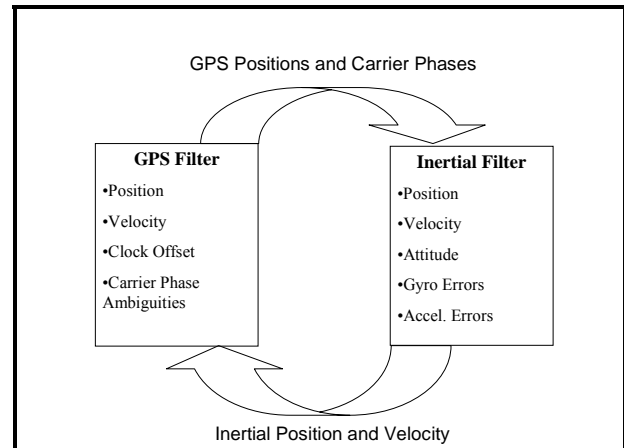 GPS Positions and Carrier Phases
GPS Filter
•Position
•Velocity
•Clock Offset
•Carrier Phase
Ambiguities
Inertial Filter
•Position
•Velocity
•Attitude
•Gyro Errors
•Accel. Errors
Inertial Position and Velocity